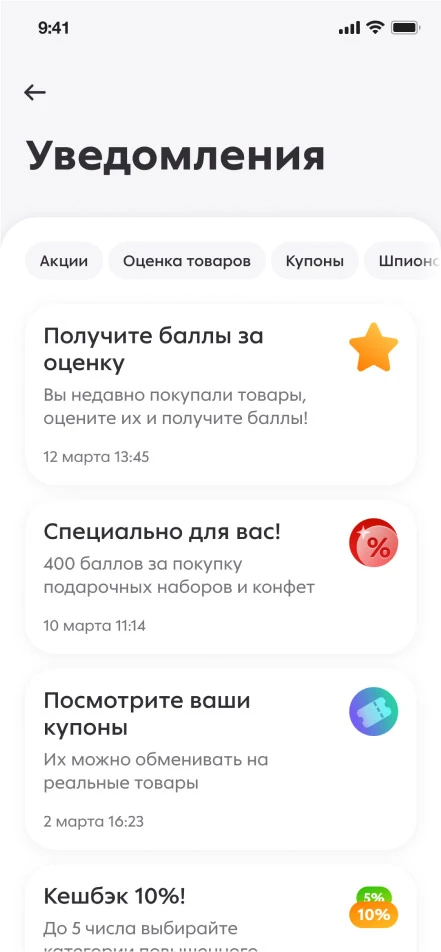 9:41
Уведомления
Акции Оценка товаров Купоны
Получите баллы за
оценку
Вы недавно покупали товары,
оцените их и получите баллы!
12 марта 13:45
Специально для вас!
%
400 баллов за покупку
подарочных наборов и конфет
10 марта 11:14
Посмотрите ваши
купоны
Их можно обменивать на
реальные товары
2 марта 16:23
Кешбэк 10%!
5%
10%
До 5 числа выбирайте
категории повышенного